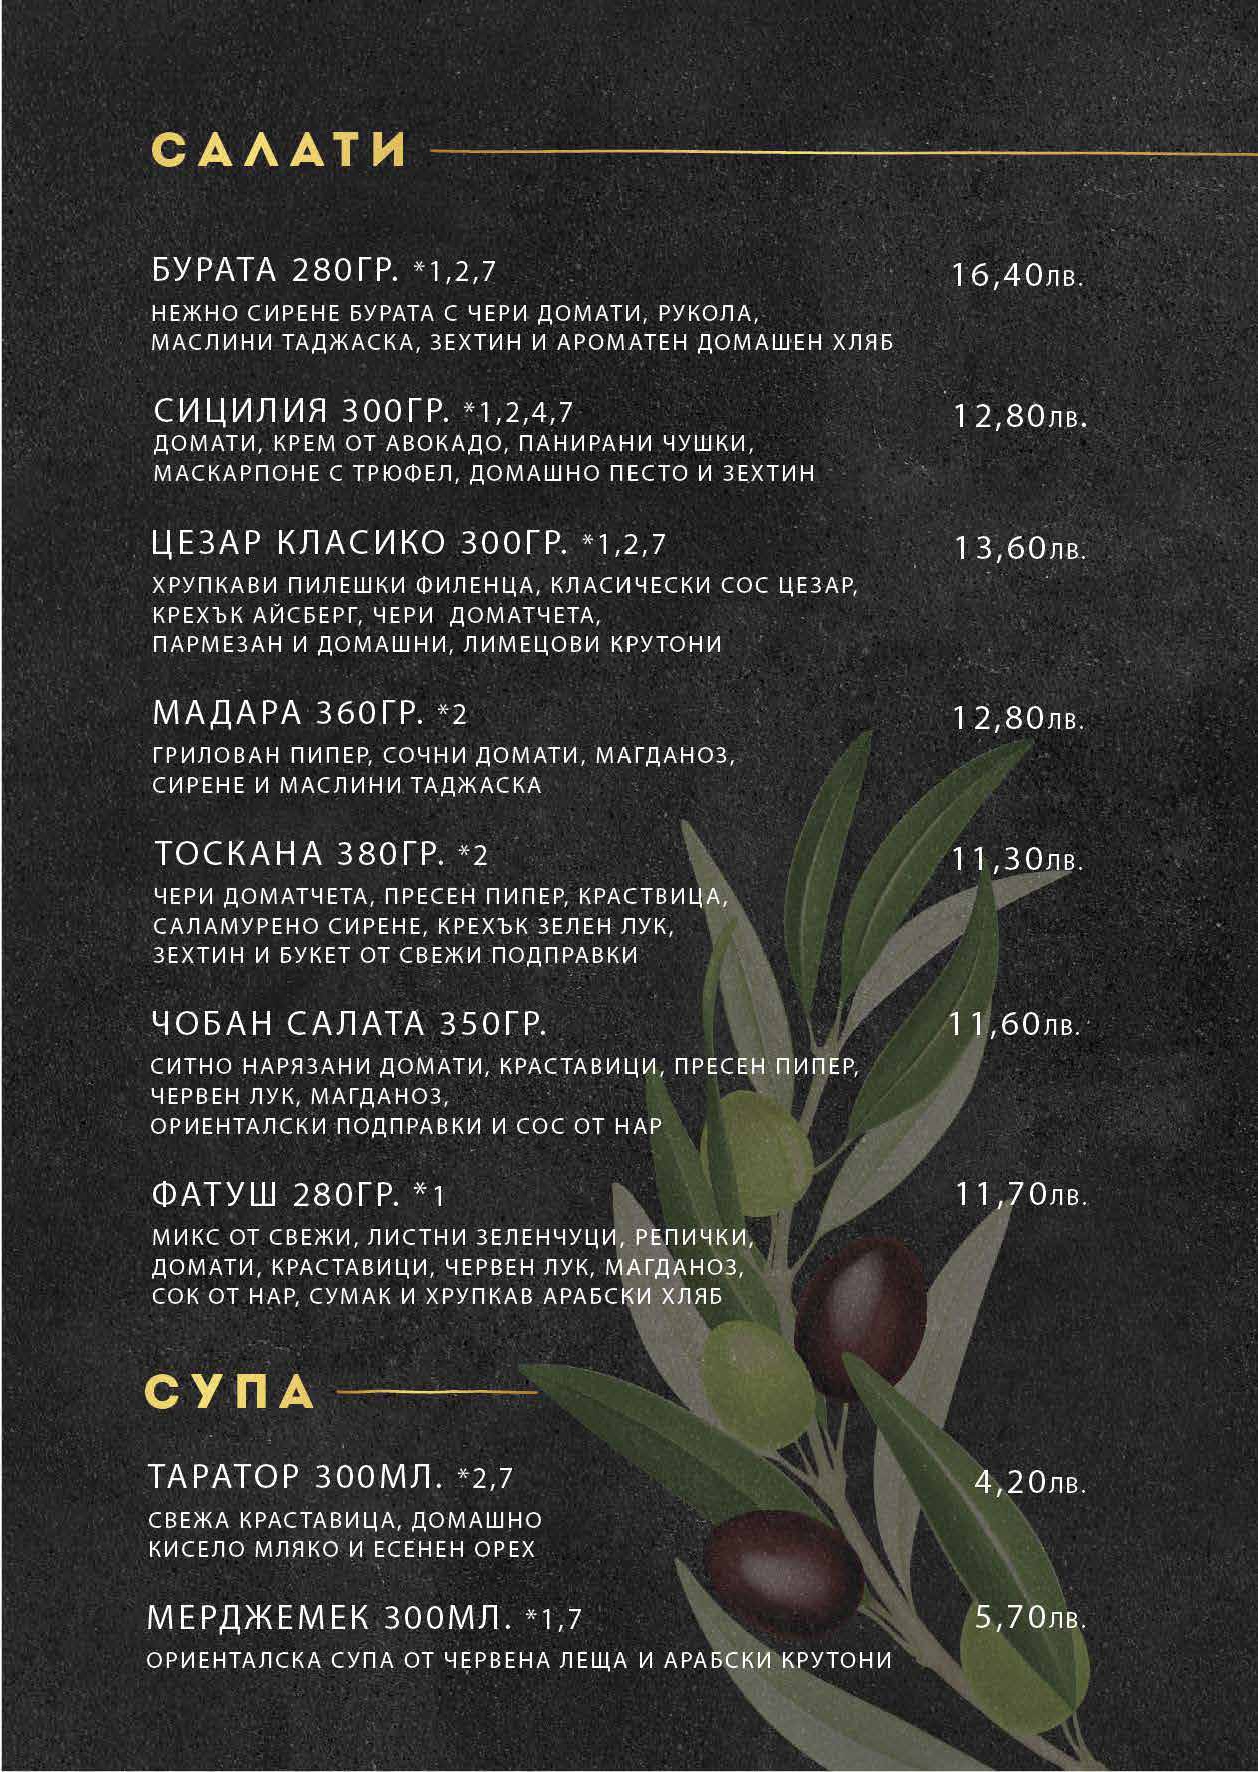 САЛАТИ
БУРАТА 280ГР. *1,2,7 16,40лв.
НЕЖНО СИРЕНЕ БУРАТА С ЧЕРИ ДОМАТИ, РУКОЛА,
МАСЛИНИ ТАДЖАСКА, ЗЕХТИН И АРОМАТЕН ДОМАШЕН ХЛЯБ
СИЦИЛИЯ 300ГР. *1,2,4,7 12,80лв.
ДОМАТИ, КРЕМ ОТ АВОКАДО, ПАНИРАНИ ЧУШКИ,
МАСКАРПОНЕ С ТРЮФЕЛ, ДОМАШНО ПЕСТО И ЗЕХТИН
ЦЕЗАР КЛАСИКО 300ГР. *1,2,7 13,60лв.
ХРУПКАВИ ПИЛЕШКИ ФИЛЕНЦА, КЛАСИЧЕСКИ СОС ЦЕЗАР,
КРЕХЪК АЙСБЕРГ, ЧЕРИ ДОМАТЧЕТА,
ПАРМЕЗАН И ДОМАШНИ, ЛИМЕЦОВИ КРУТОНИ
МАДАРА 360ГР. *2 12,80лв.
ГРИЛОВАН ПИПЕР, СОЧНИ ДОМАТИ, МАГДАНОЗ,
СИРЕНЕ И МАСЛИНИ ТАДЖАСКА
ТОСКАНА 380ГР. *2 11,30лв.
ЧЕРИ ДОМАТЧЕТА, ПРЕСЕН ПИПЕР, КРАСТВИЦА,
САЛАМУРЕНО СИРЕНЕ, КРЕХЪК ЗЕЛЕН ЛУК,
ЗЕХТИН И БУКЕТ ОТ СВЕЖИ ПОДПРАВКИ
ЧОБАН САЛАТА 350ГР. 11,60лв.
СИТНО НАРЯЗАНИ ДОМАТИ, КРАСТАВИЦИ, ПРЕСЕН ПИПЕР,
ЧЕРВЕН ЛУК, МАГДАНОЗ,
ОРИЕНТАЛСКИ ПОДПРАВКИ И СОС ОТ НАР
ФАТУШ 280ГР. *1 11,70лв.
МИКС ОТ СВЕЖИ, ЛИСТНИ ЗЕЛЕНЧУЦИ, РЕПИЧКИ,
ДОМАТИ, КРАСТАВИЦИ, ЧЕРВЕН ЛУК, МАГДАНОЗ,
СОК ОТ НАР, СУМАК И ХРУПКАВ АРАБСКИ ХЛЯБ
СУПА
ТАРАТОР 300МЛ. *2,7 4,20лв.
СВЕЖА КРАСТАВИЦА, ДОМАШНО
КИСЕЛО МЛЯКО И ЕСЕНЕН ОРЕХ
МЕРДЖЕМЕК 300МЛ. *1,7 5,70лв.
ОРИЕНТАЛСКА СУПА ОТ ЧЕРВЕНА ЛЕЩА И АРАБСКИ КРУТОНИ